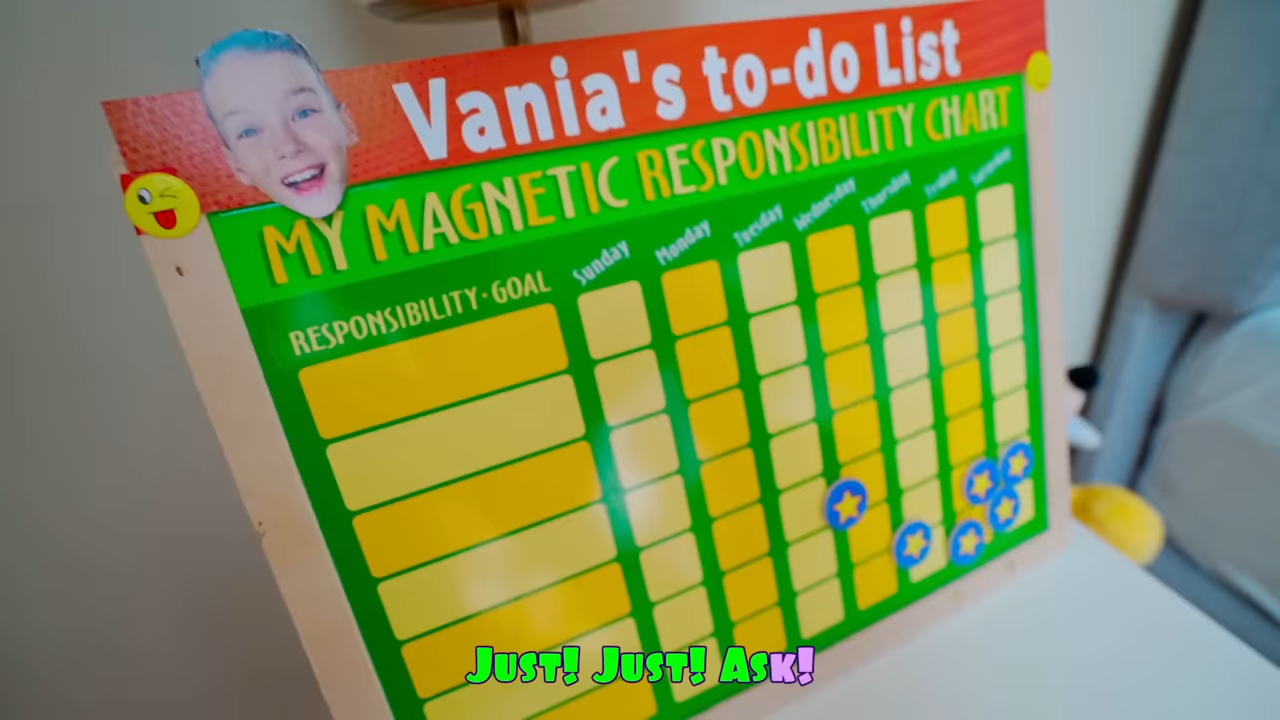 Vania's to-do List
MY MAGNETIC RESPONSIBILITY CHART
RESPONSIBILITY · GOAL
Sunday
Monday
Tuesday
Wednesday
Thursday
Friday
Saturday
Just! Just! Ask!